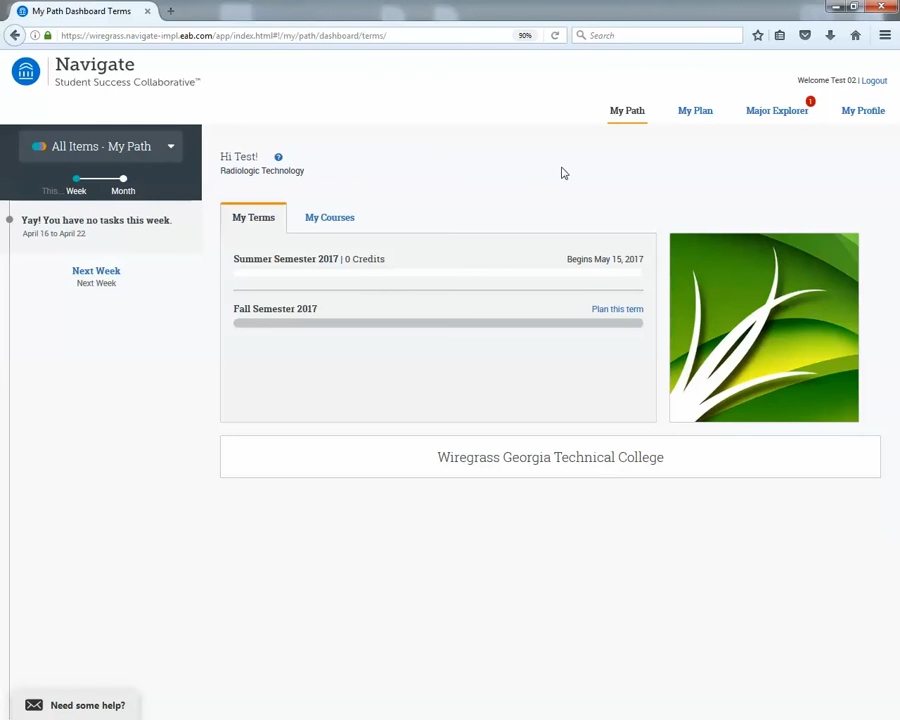 My Path Dashboard Terms
https://wiregrass.navigate-impl.eab.com/app/index.html#!/my/path/dashboard/terms/
90%
Search
Navigate
Student Success Collaborative™
Welcome Test 02 | Logout
My Path
My Plan
Major Explorer
1
My Profile
All Items - My Path
This...
Week
Month
Yay! You have no tasks this week.
April 16 to April 22
Next Week
Next Week
Hi Test!
?
Radiologic Technology
My Terms
My Courses
Summer Semester 2017 | 0 Credits
Begins May 15, 2017
Fall Semester 2017
Plan this term
Wiregrass Georgia Technical College
Need some help?